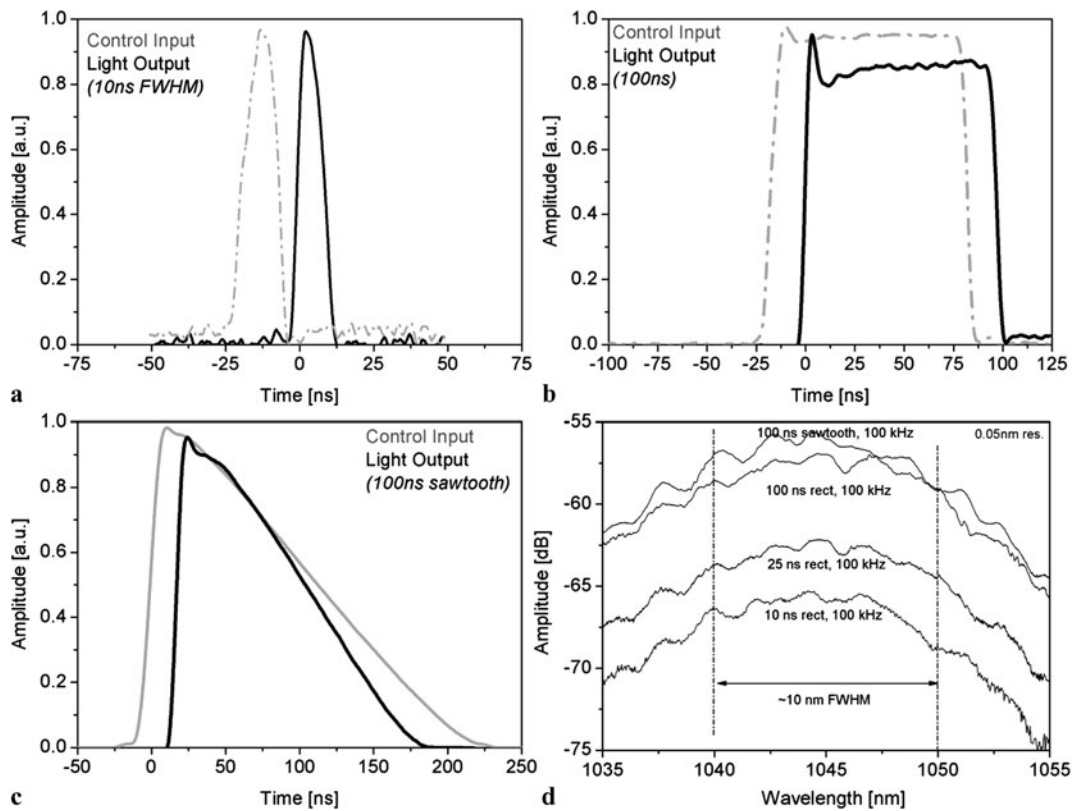 1.0
0.8
0.6
0.4
0.2
0.0
Amplitude [a.u.]
Control Input
Light Output
(10ns FWHM)
-75 -50 -25 0 25 50 75
Time [ns]
a
1.0
0.8
0.6
0.4
0.2
0.0
Amplitude [a.u.]
Control Input
Light Output
(100ns)
-100 -75 -50 -25 0 25 50 75 100 125
Time [ns]
b
1.0
0.8
0.6
0.4
0.2
0.0
Amplitude [a.u.]
Control Input
Light Output
(100ns sawtooth)
-50 0 50 100 150 200 250
Time [ns]
c
-55
-60
-65
-70
-75
Amplitude [dB]
100 ns sawtooth, 100 kHz
0.05nm res.
100 ns rect, 100 kHz
25 ns rect, 100 kHz
10 ns rect, 100 kHz
~10 nm FWHM
1035 1040 1045 1050 1055
Wavelength [nm]
d